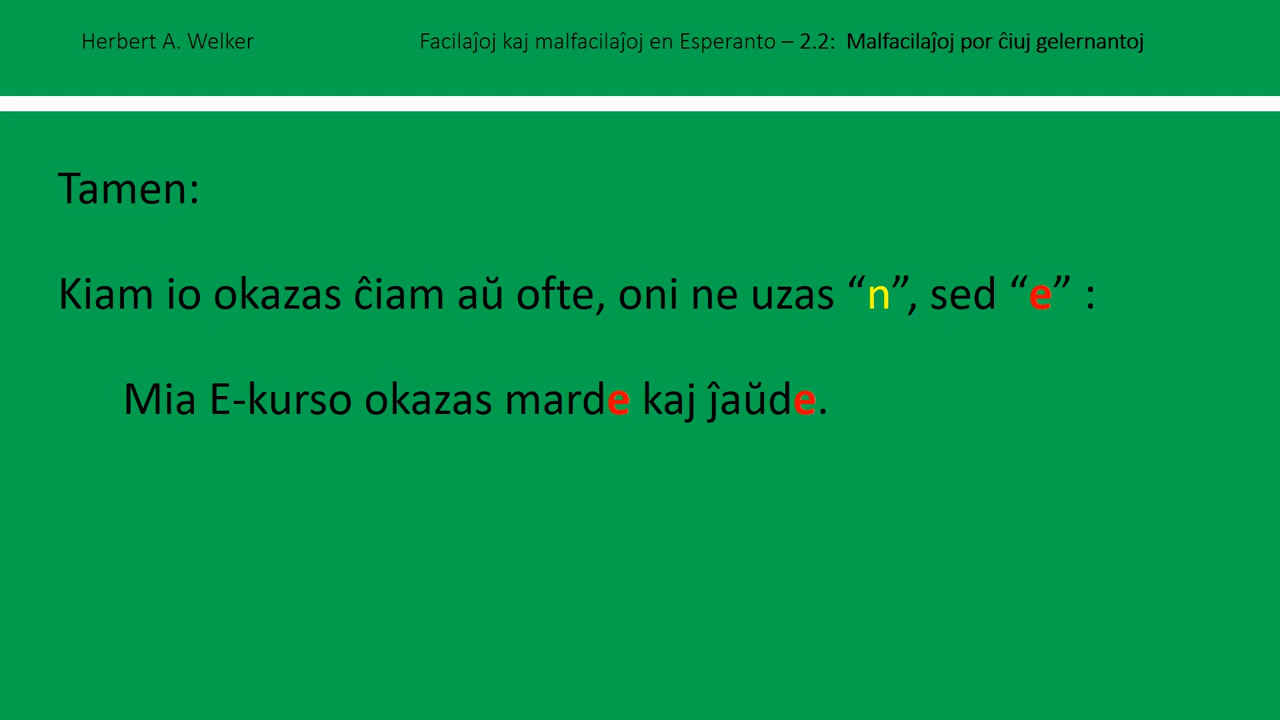 Herbert A. Welker Facilaĵoj kaj malfacilaĵoj en Esperanto – 2.2: Malfacilaĵoj por ĉiuj gelernantoj
Tamen:
Kiam io okazas ĉiam aŭ ofte, oni ne uzas “n”, sed “e” :
Mia E-kurso okazas marde kaj ĵaŭde.